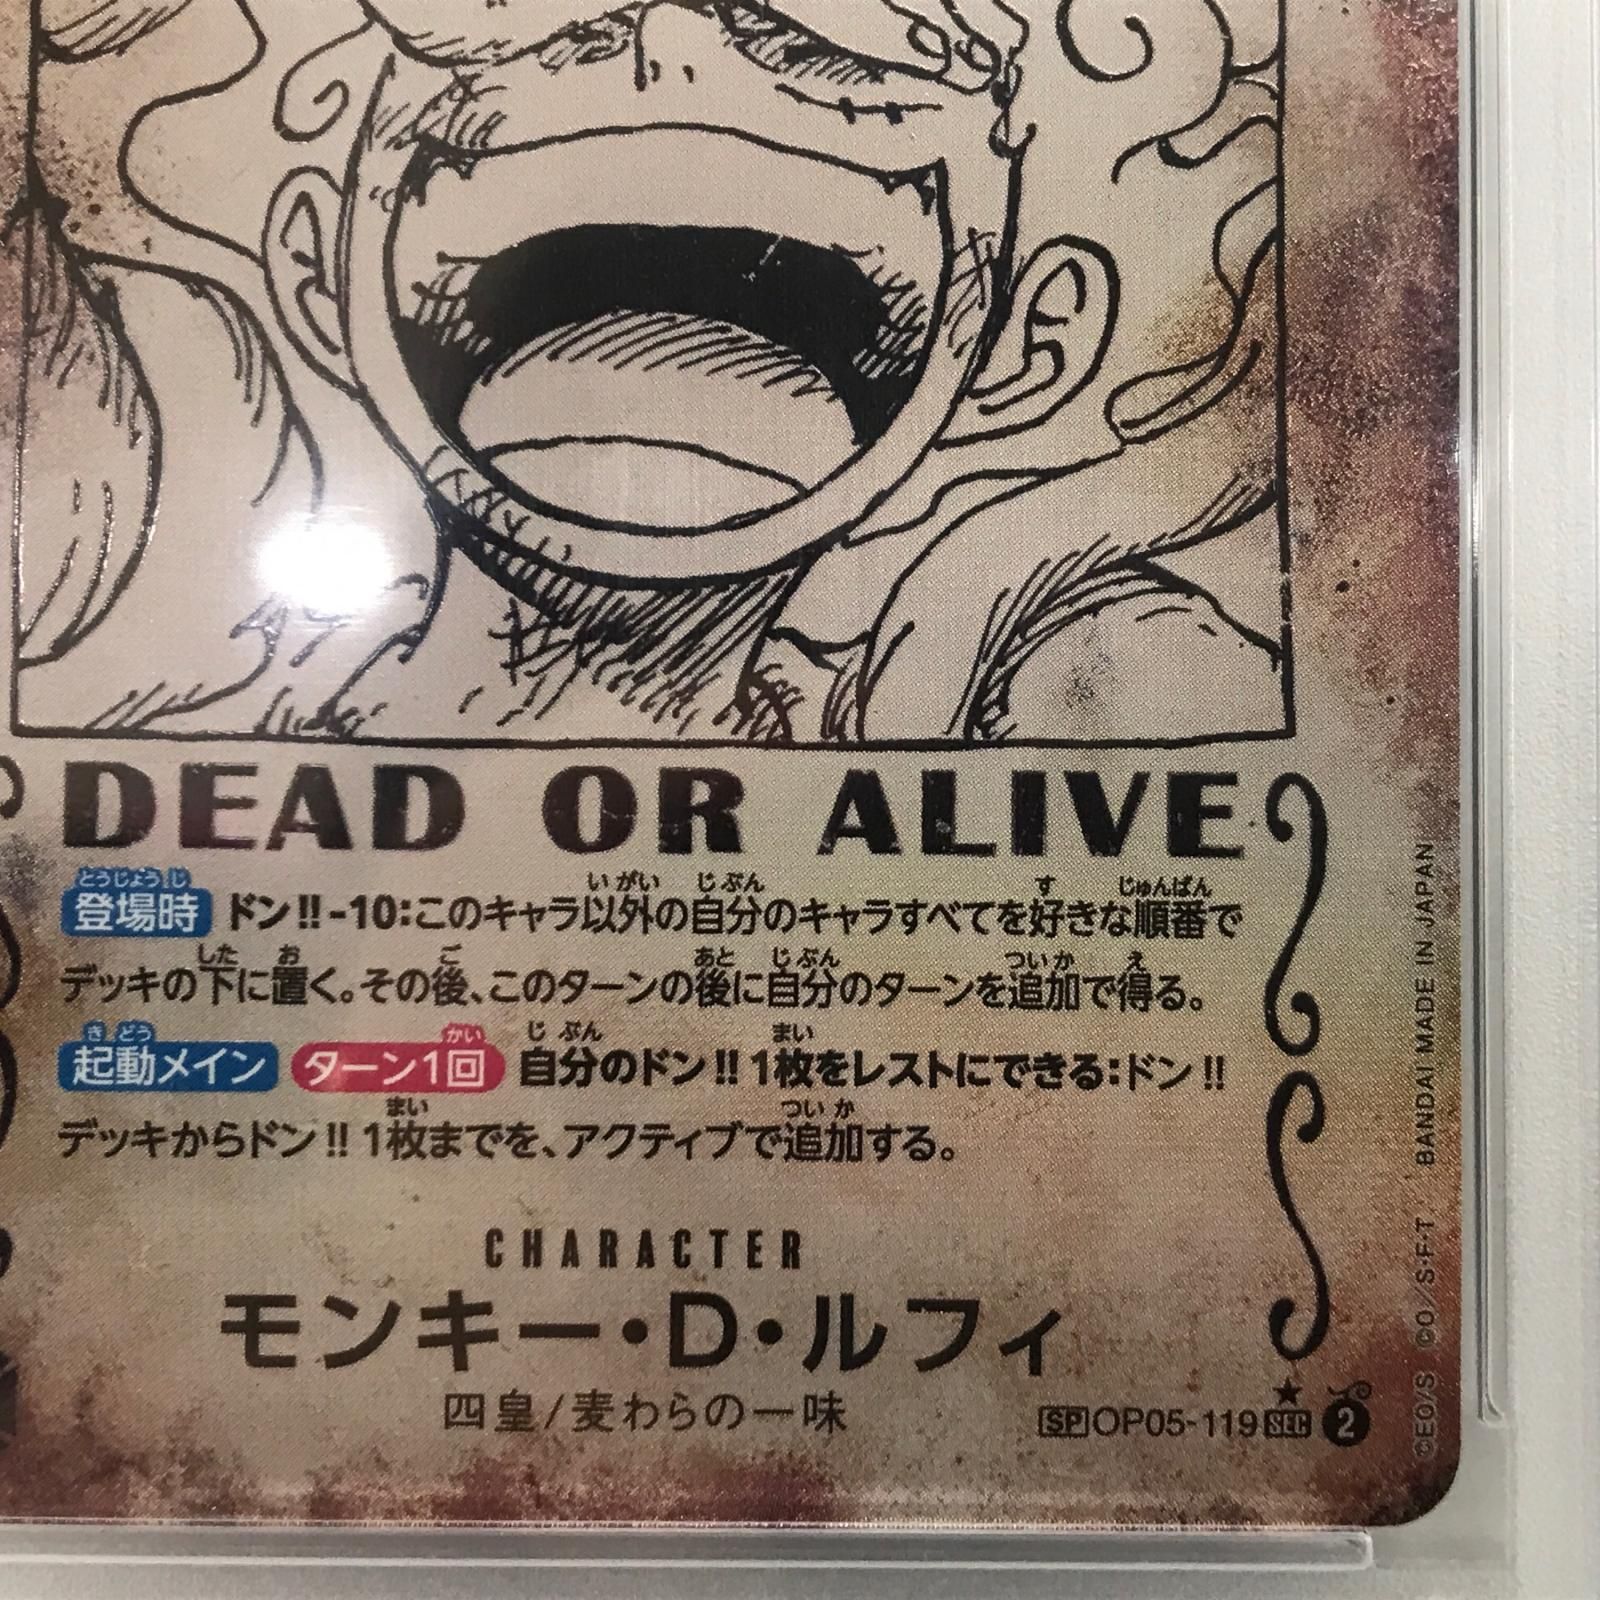 DEAD OR ALIVE
登場時 ドン!!-10:このキャラ以外の自分のキャラすべてを好きな順番で
デッキの下に置く。その後、このターンの後に自分のターンを追加で得る。
起動メイン ターン1回 自分のドン!!1枚をレストにできる:ドン!!
デッキからドン!!1枚までを、アクティブで追加する。
CHARACTER
モンキー・D・ルフィ
四皇/麦わらの一味
SP OP05-119 SEC ★ 2
©EO/S ©O/S・F・T BANDAI MADE IN JAPAN